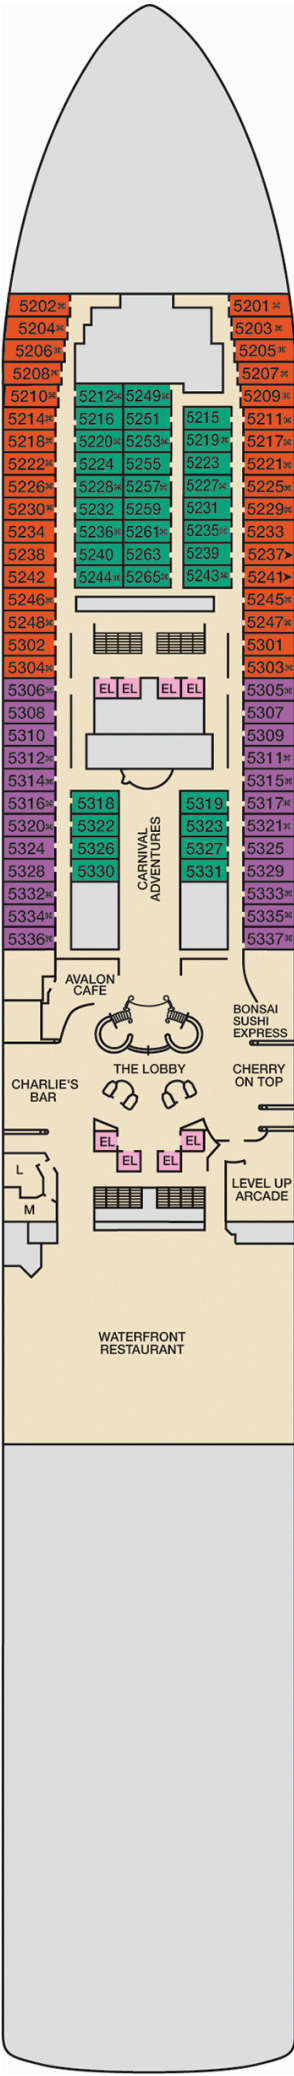 5202⌘ 5201⌘
5204⌘ 5203⌘
5206⌘ 5205⌘
5208⌘ 5207⌘
5210⌘ 5212⌘ 5249⌘ 5209⌘
5214⌘ 5216 5251 5215 5211⌘
5218⌘ 5220⌘ 5253⌘ 5219⌘ 5217⌘
5222⌘ 5224 5255 5223 5221⌘
5226⌘ 5228⌘ 5257⌘ 5227⌘ 5225⌘
5230⌘ 5232 5259 5231 5229⌘
5234 5236⌘ 5261⌘ 5235⌘ 5233
5238 5240 5263 5239 5237➤
5242 5244⌘ 5265⌘ 5243⌘ 5241➤
5246⌘ 5245⌘
5248⌘ 5247⌘
5302 5301
5304⌘ 5303⌘
5306⌘ EL EL EL EL 5305⌘
5308 5307
5310 5309
5312⌘ 5311⌘
5314⌘ 5315⌘
5316⌘ 5318 5319 5317⌘
5320⌘ 5322 5323 5321⌘
5324 5326 5327 5325
5328 5330 5331 5329
5332⌘ 5333⌘
5334⌘ 5335⌘
5336⌘ 5337⌘
CARNIVAL
ADVENTURES
AVALON
CAFE
BONSAI
SUSHI
EXPRESS
THE LOBBY
CHERRY
ON TOP
CHARLIE'S
BAR
EL EL
EL EL
L
M
LEVEL UP
ARCADE
WATERFRONT
RESTAURANT